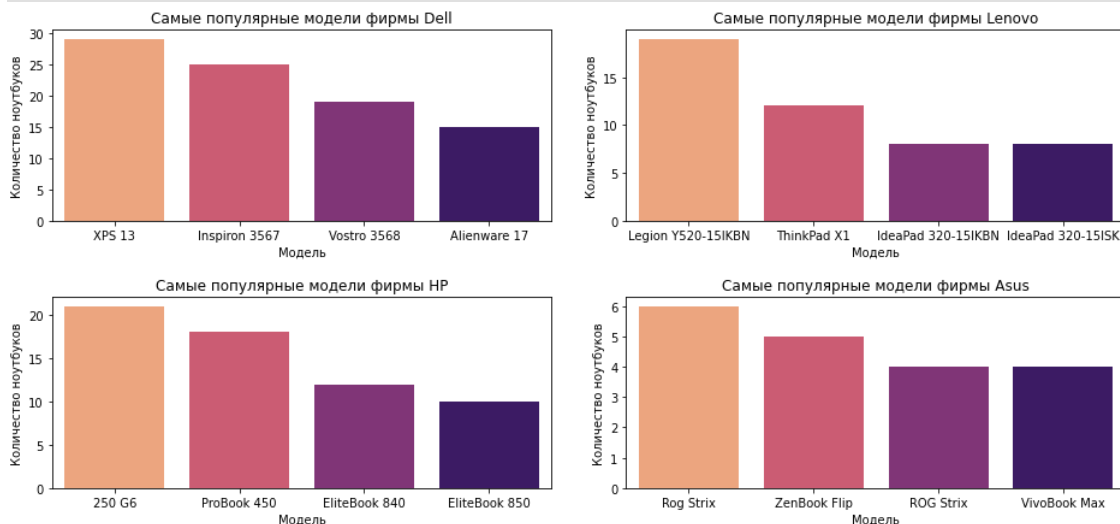 Самые популярные модели фирмы Dell
Количество ноутбуков
30
25
20
15
10
5
0
XPS 13 Inspiron 3567 Vostro 3568 Alienware 17
Модель
Самые популярные модели фирмы Lenovo
Количество ноутбуков
15
10
5
0
Legion Y520-15IKBN ThinkPad X1 IdeaPad 320-15IKBN IdeaPad 320-15ISK
Модель
Самые популярные модели фирмы HP
Количество ноутбуков
20
15
10
5
0
250 G6 ProBook 450 EliteBook 840 EliteBook 850
Модель
Самые популярные модели фирмы Asus
Количество ноутбуков
6
5
4
3
2
1
0
Rog Strix ZenBook Flip ROG Strix VivoBook Max
Модель